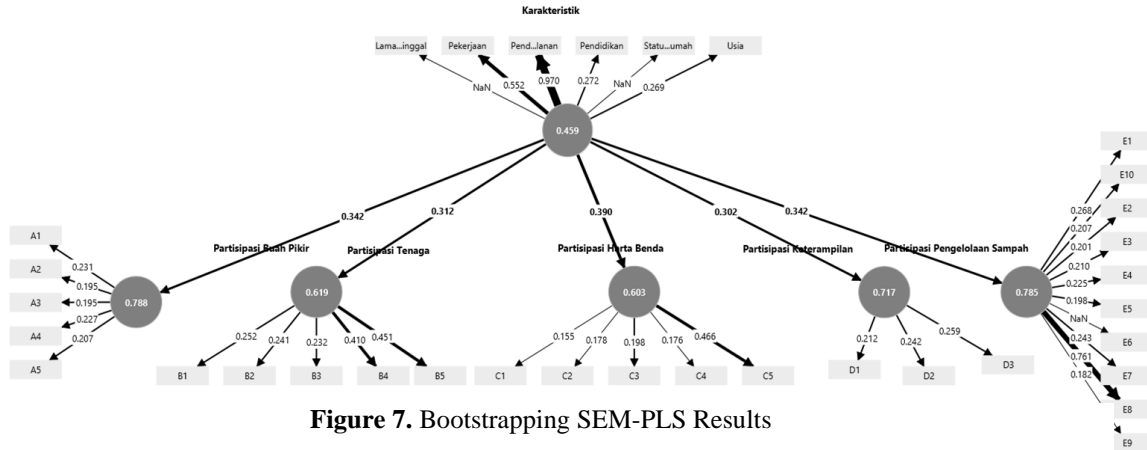 Karakteristik
Lama...inggal Pekerjaan Pend...lanan Pendidikan Statu...umah Usia
NaN 0.552 0.970 0.272 NaN 0.269
0.459
0.342 0.312 0.390 0.302 0.342
Partisipasi Buah Pikir
0.788
A1
A2
A3
A4
A5
0.231
0.195
0.195
0.227
0.207
Partisipasi Tenaga
0.619
0.252 0.241 0.232 0.410 0.451
B1 B2 B3 B4 B5
Partisipasi Harta Benda
0.603
0.155 0.178 0.198 0.176 0.466
C1 C2 C3 C4 C5
Partisipasi Keterampilan
0.717
0.212 0.242 0.259
D1 D2 D3
Partisipasi Pengelolaan Sampah
0.785
0.268
0.207
0.201
0.210
0.225
0.198
NaN
0.243
0.761
0.182
E1
E10
E2
E3
E4
E5
E6
E7
E8
E9
Figure 7. Bootstrapping SEM-PLS Results